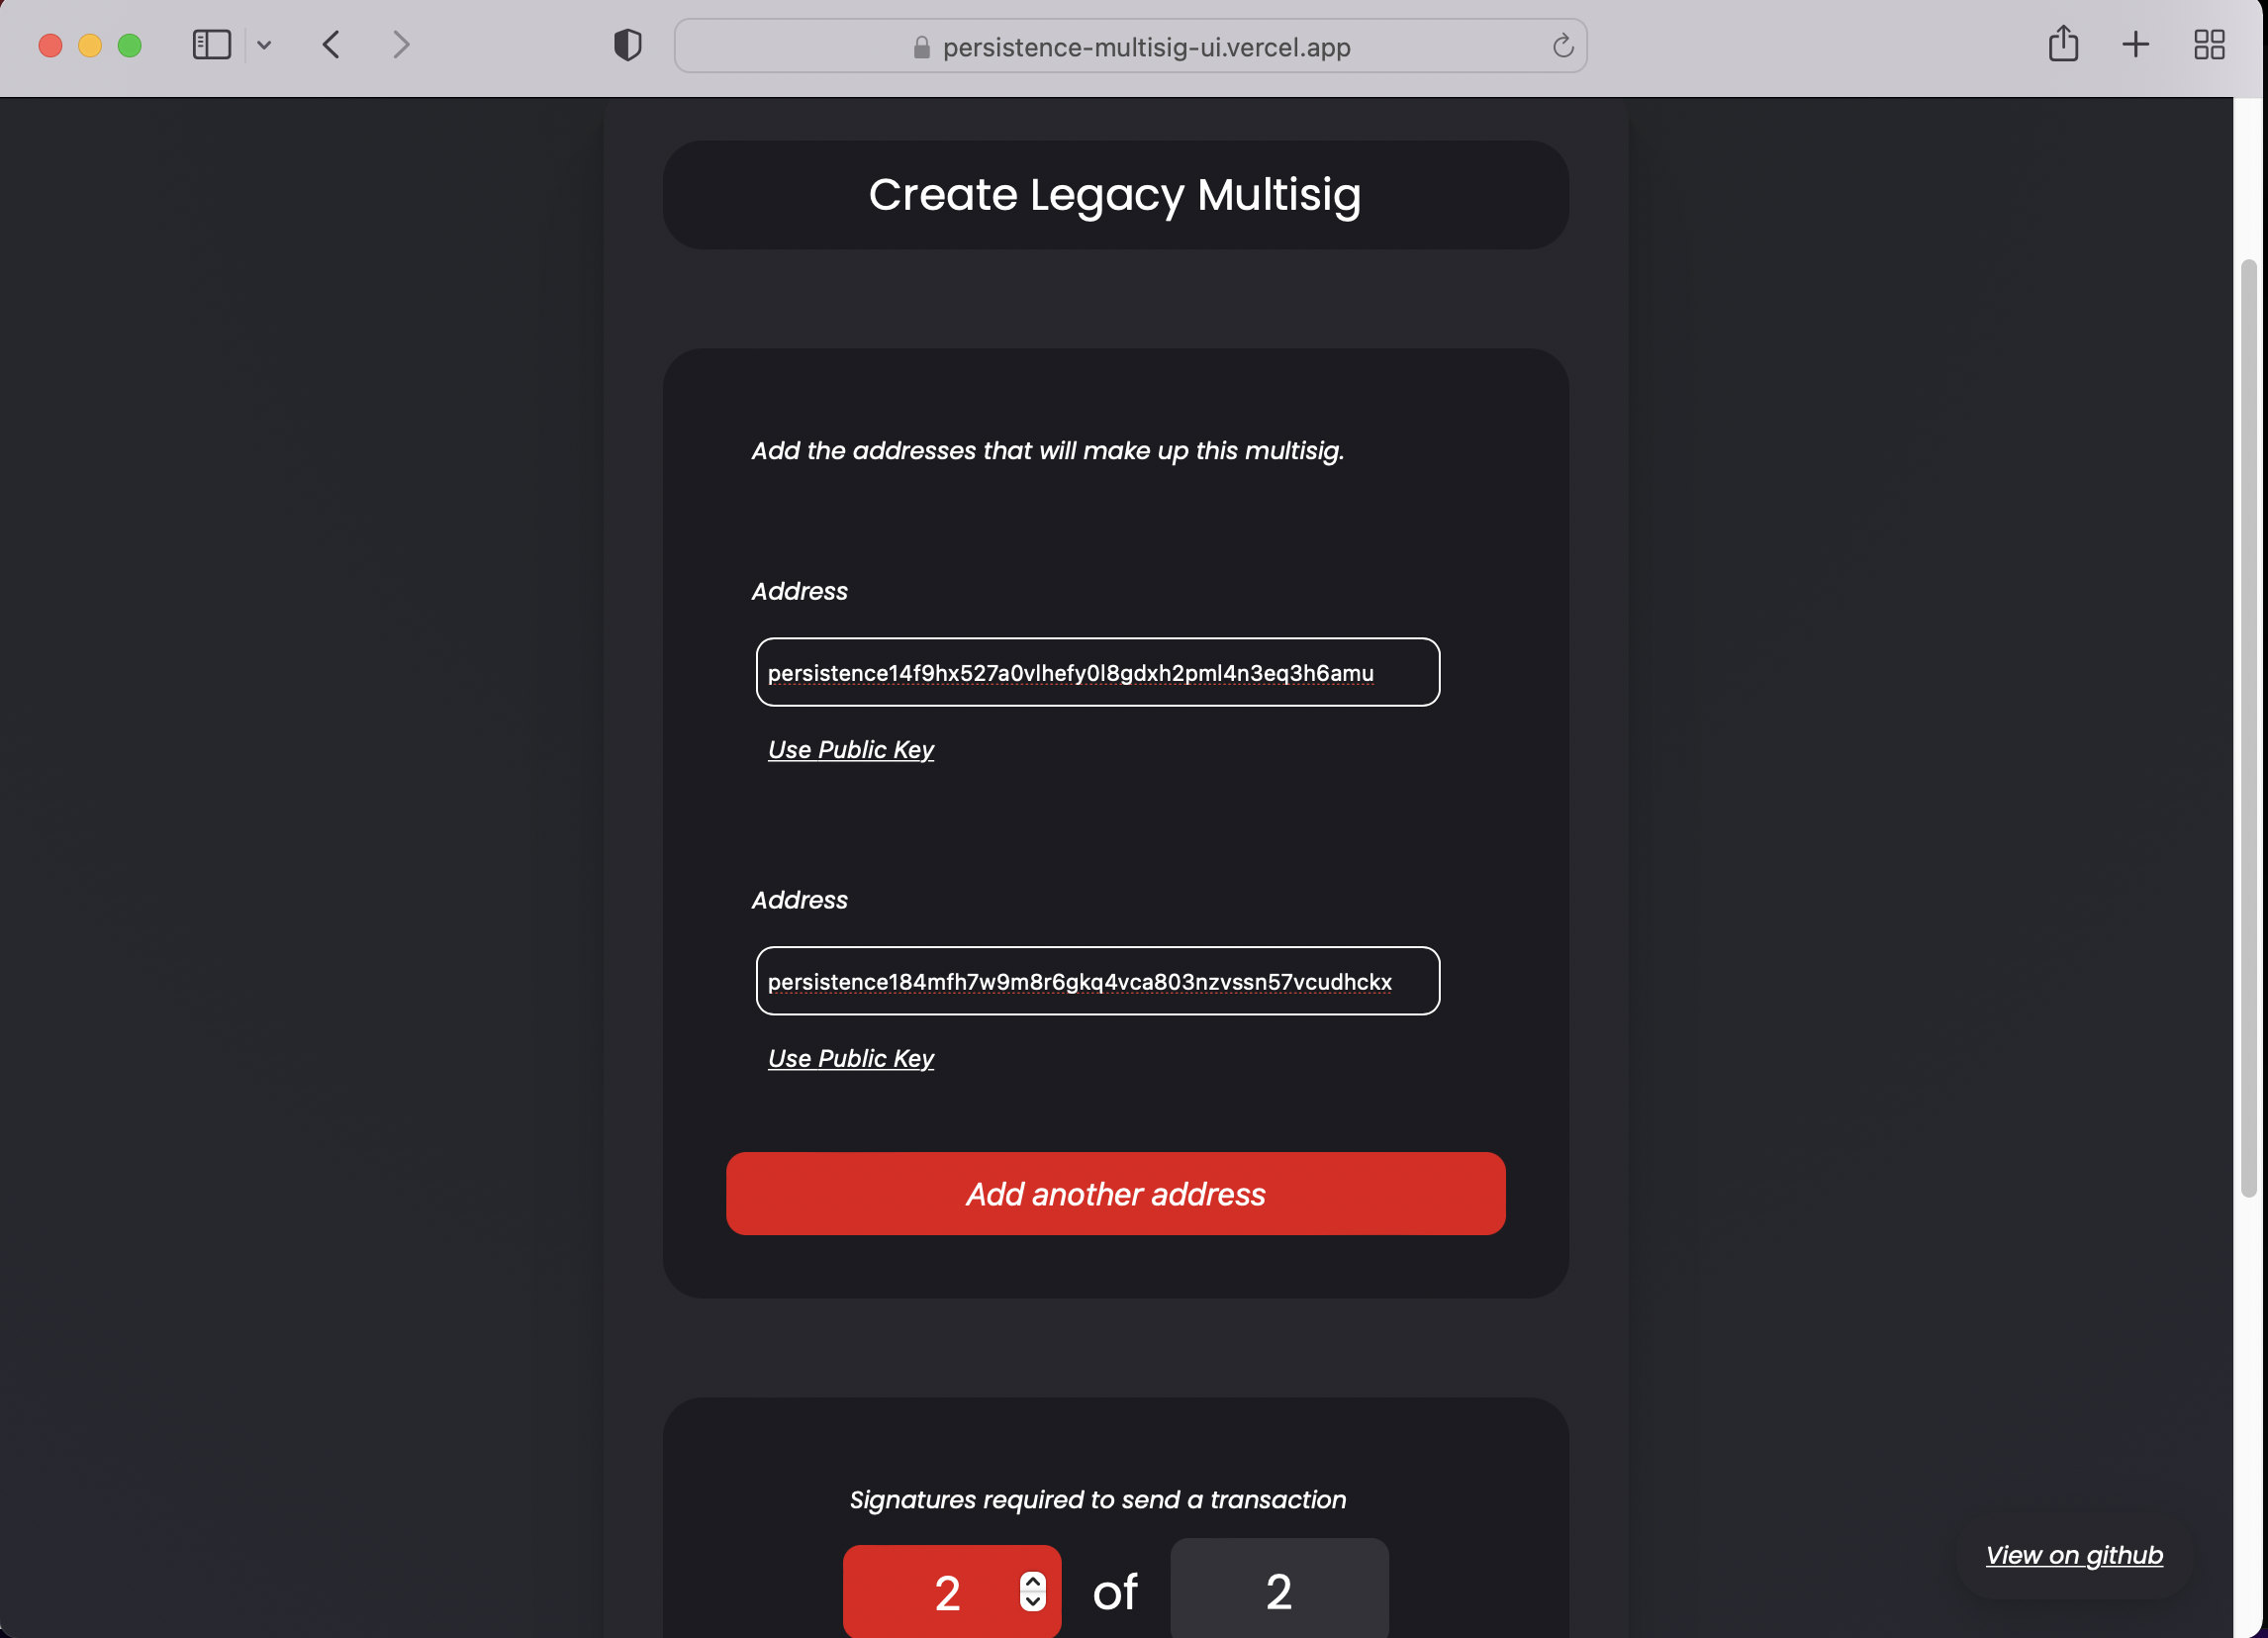 persistence-multisig-ui.vercel.app
Create Legacy Multisig
Add the addresses that will make up this multisig.
Address
persistence14f9hx527a0vlhefy0l8gdxh2pml4n3eq3h6amu
Use Public Key
Address
persistence184mfh7w9m8r6gkq4vca803nzvssn57vcudhckx
Use Public Key
Add another address
Signatures required to send a transaction
2 of 2
View on github